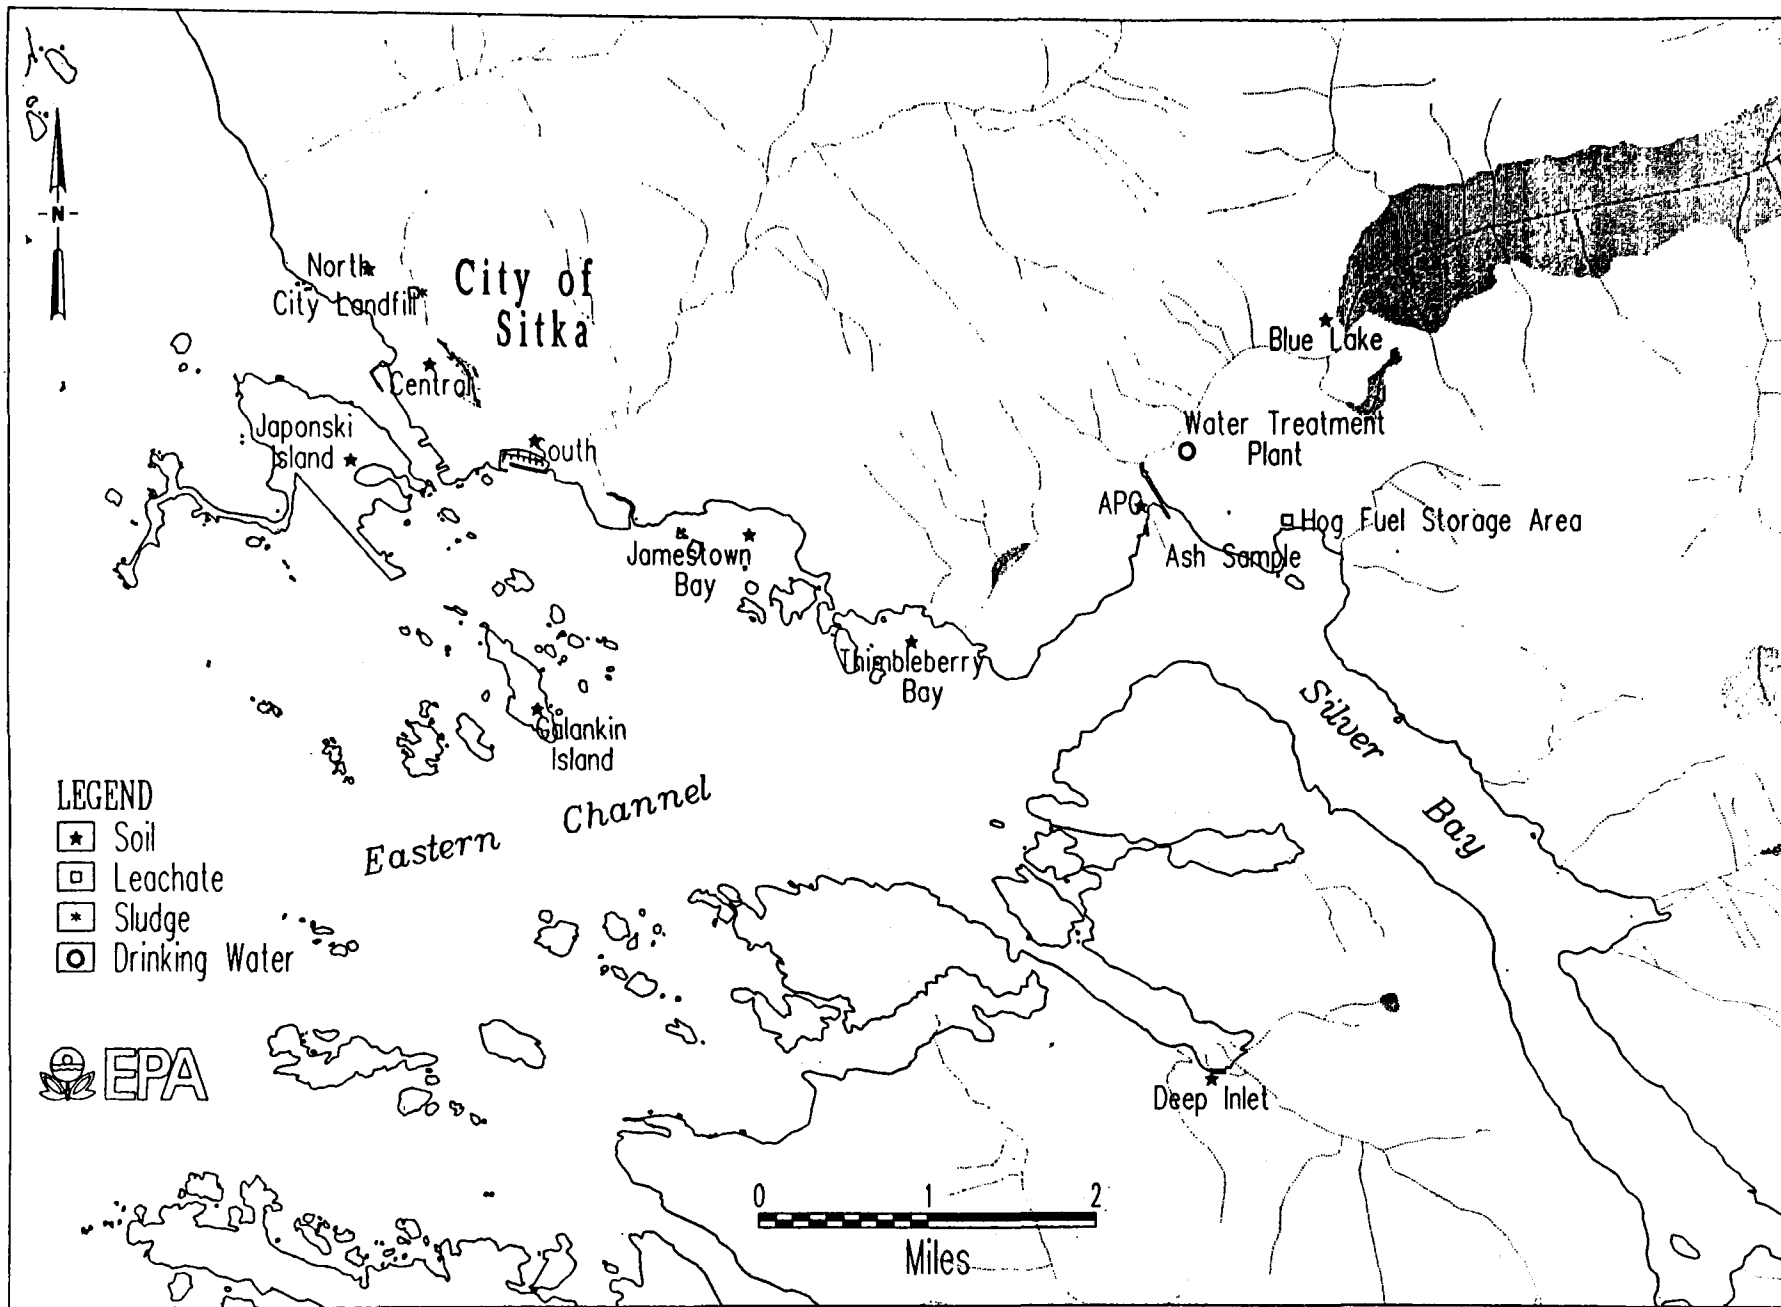 -N-
North
City Landfill
City of
Sitka
Central
Japonski
Island
South
Jamestown
Bay
Thimbleberry
Bay
Galankin
Island
Blue Lake
Water Treatment
Plant
APC
Hog Fuel Storage Area
Ash Sample
Silver
Bay
Eastern Channel
LEGEND
Soil
Leachate
Sludge
Drinking Water
EPA
Deep Inlet
0 1 2
Miles